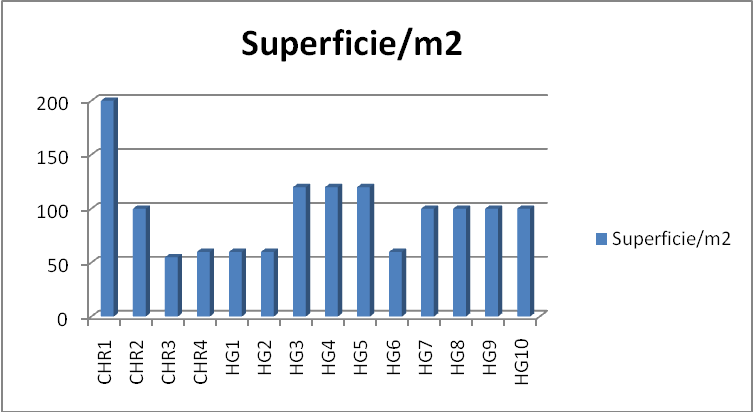 Superficie/m2
200
150
100
50
0
CHR1
CHR2
CHR3
CHR4
HG1
HG2
HG3
HG4
HG5
HG6
HG7
HG8
HG9
HG10
Superficie/m2